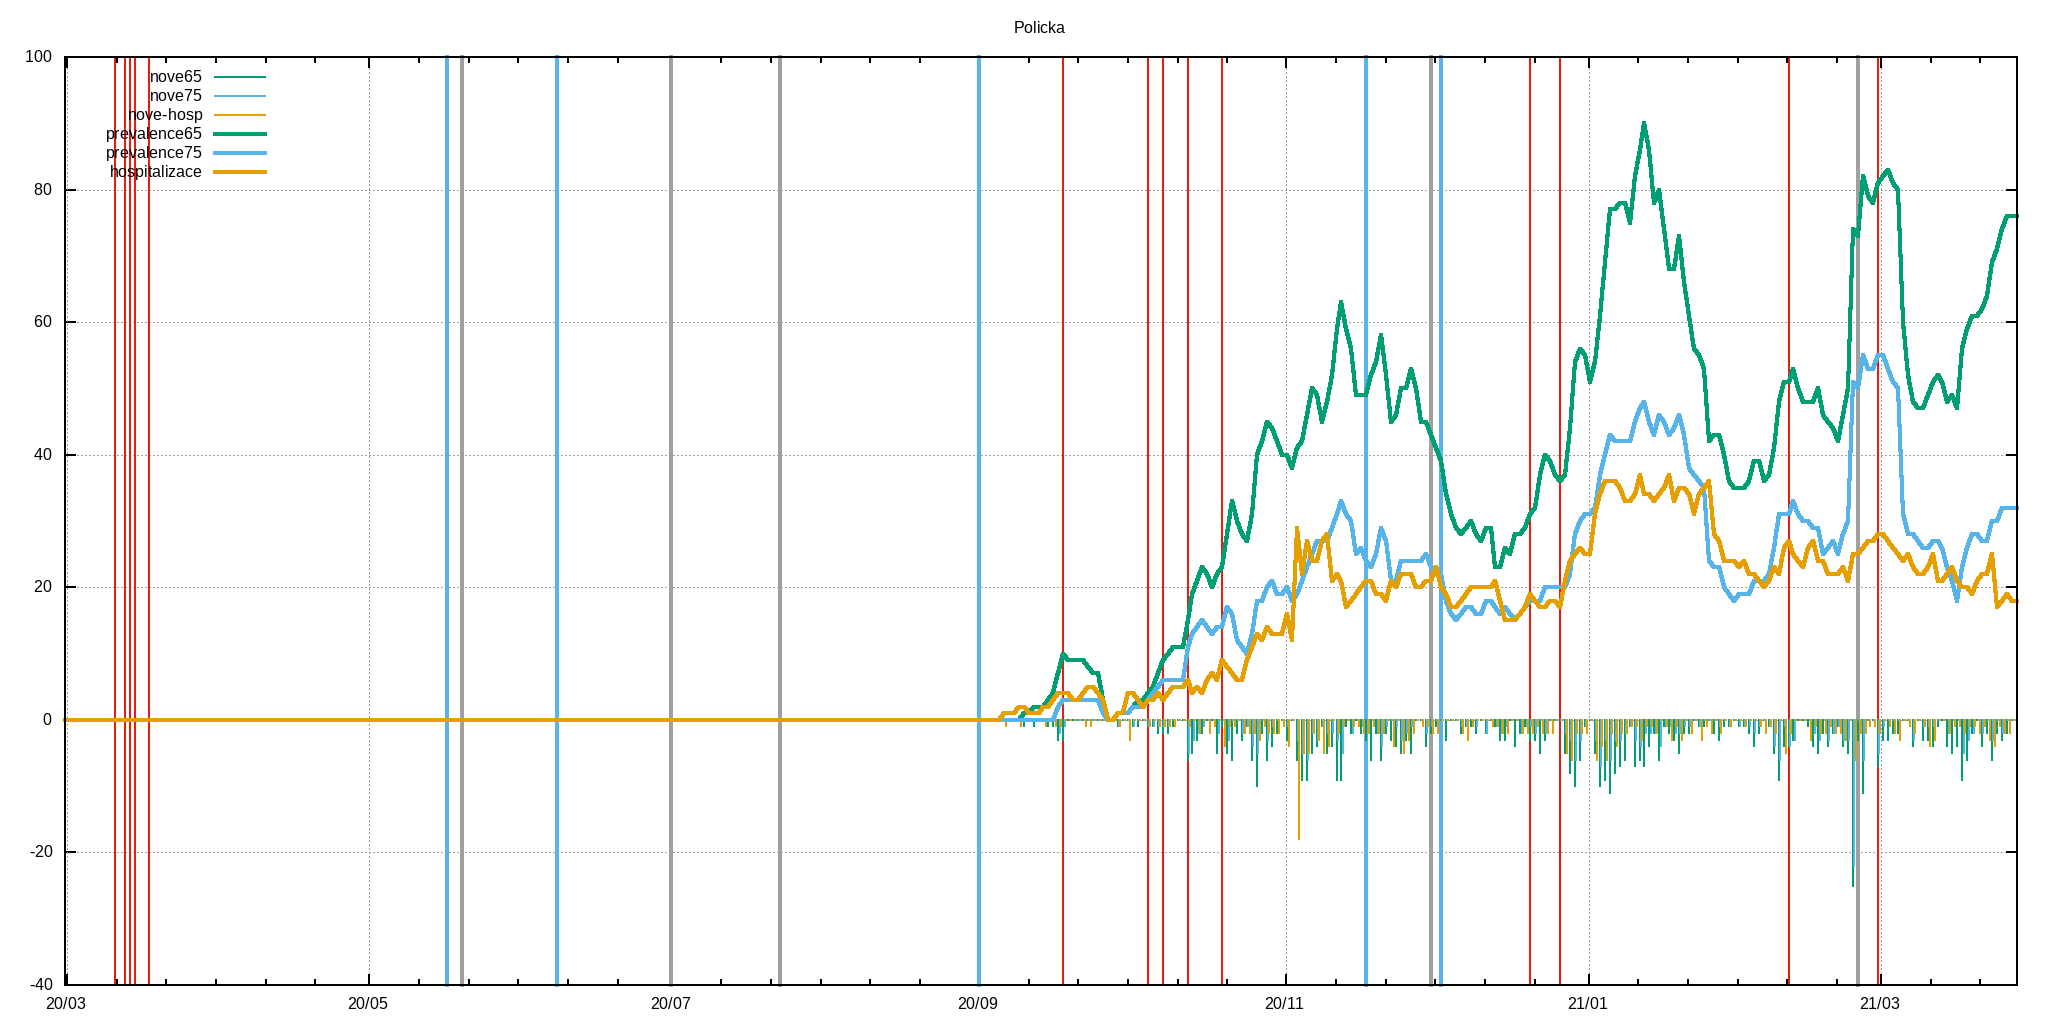 Policka
100
nove65
nove75
nove-hosp
prevalence65
prevalence75
hospitalizace
80
60
40
20
0
-20
-40
20/03 20/05 20/07 20/09 20/11 21/01 21/03